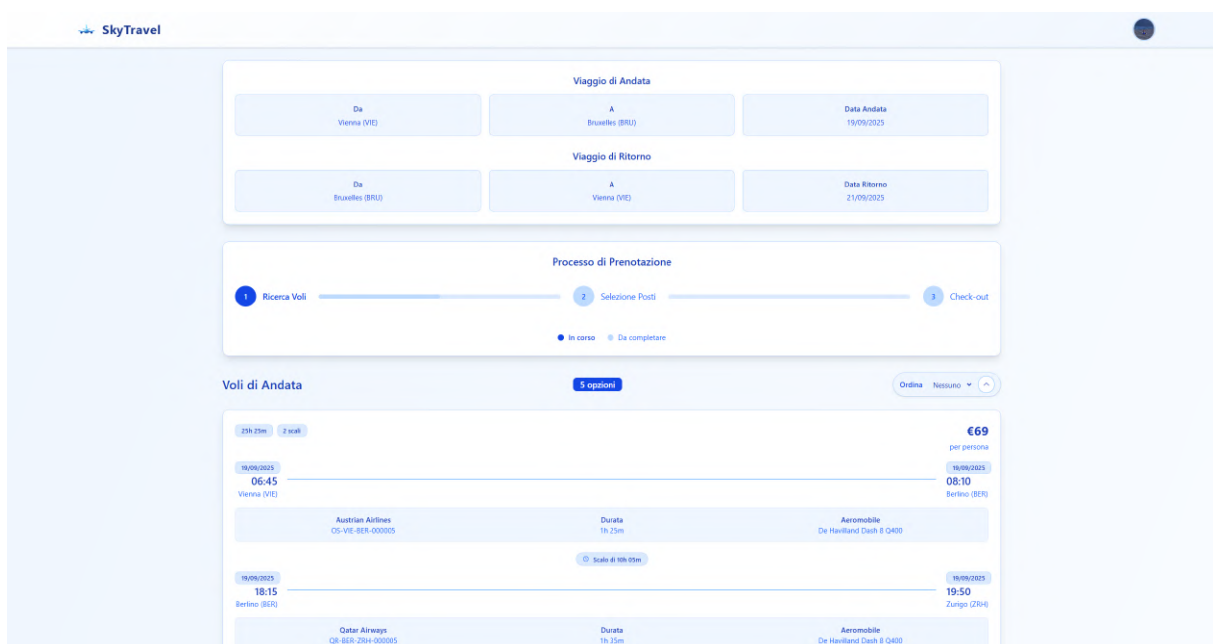 SkyTravel
Viaggio di Andata
Da
Vienna (VIE)
A
Bruxelles (BRU)
Data Andata
19/09/2025
Viaggio di Ritorno
Da
Bruxelles (BRU)
A
Vienna (VIE)
Data Ritorno
21/09/2025
Processo di Prenotazione
1 Ricerca Voli 2 Selezione Posti 3 Check-out
In corso Da completare
Voli di Andata 5 opzioni Ordina Nessuno
25h 25m 2 scali €69
per persona
19/09/2025 19/09/2025
06:45 08:10
Vienna (VIE) Berlino (BER)
Austrian Airlines Durata Aeromobile
OS-VIE-BER-000005 1h 25m De Havilland Dash 8 Q400
Scalo di 10h 05m
19/09/2025 19/09/2025
18:15 19:50
Berlino (BER) Zurigo (ZRH)
Qatar Airways Durata Aeromobile
QR-BER-ZRH-000005 1h 35m De Havilland Dash 8 Q400